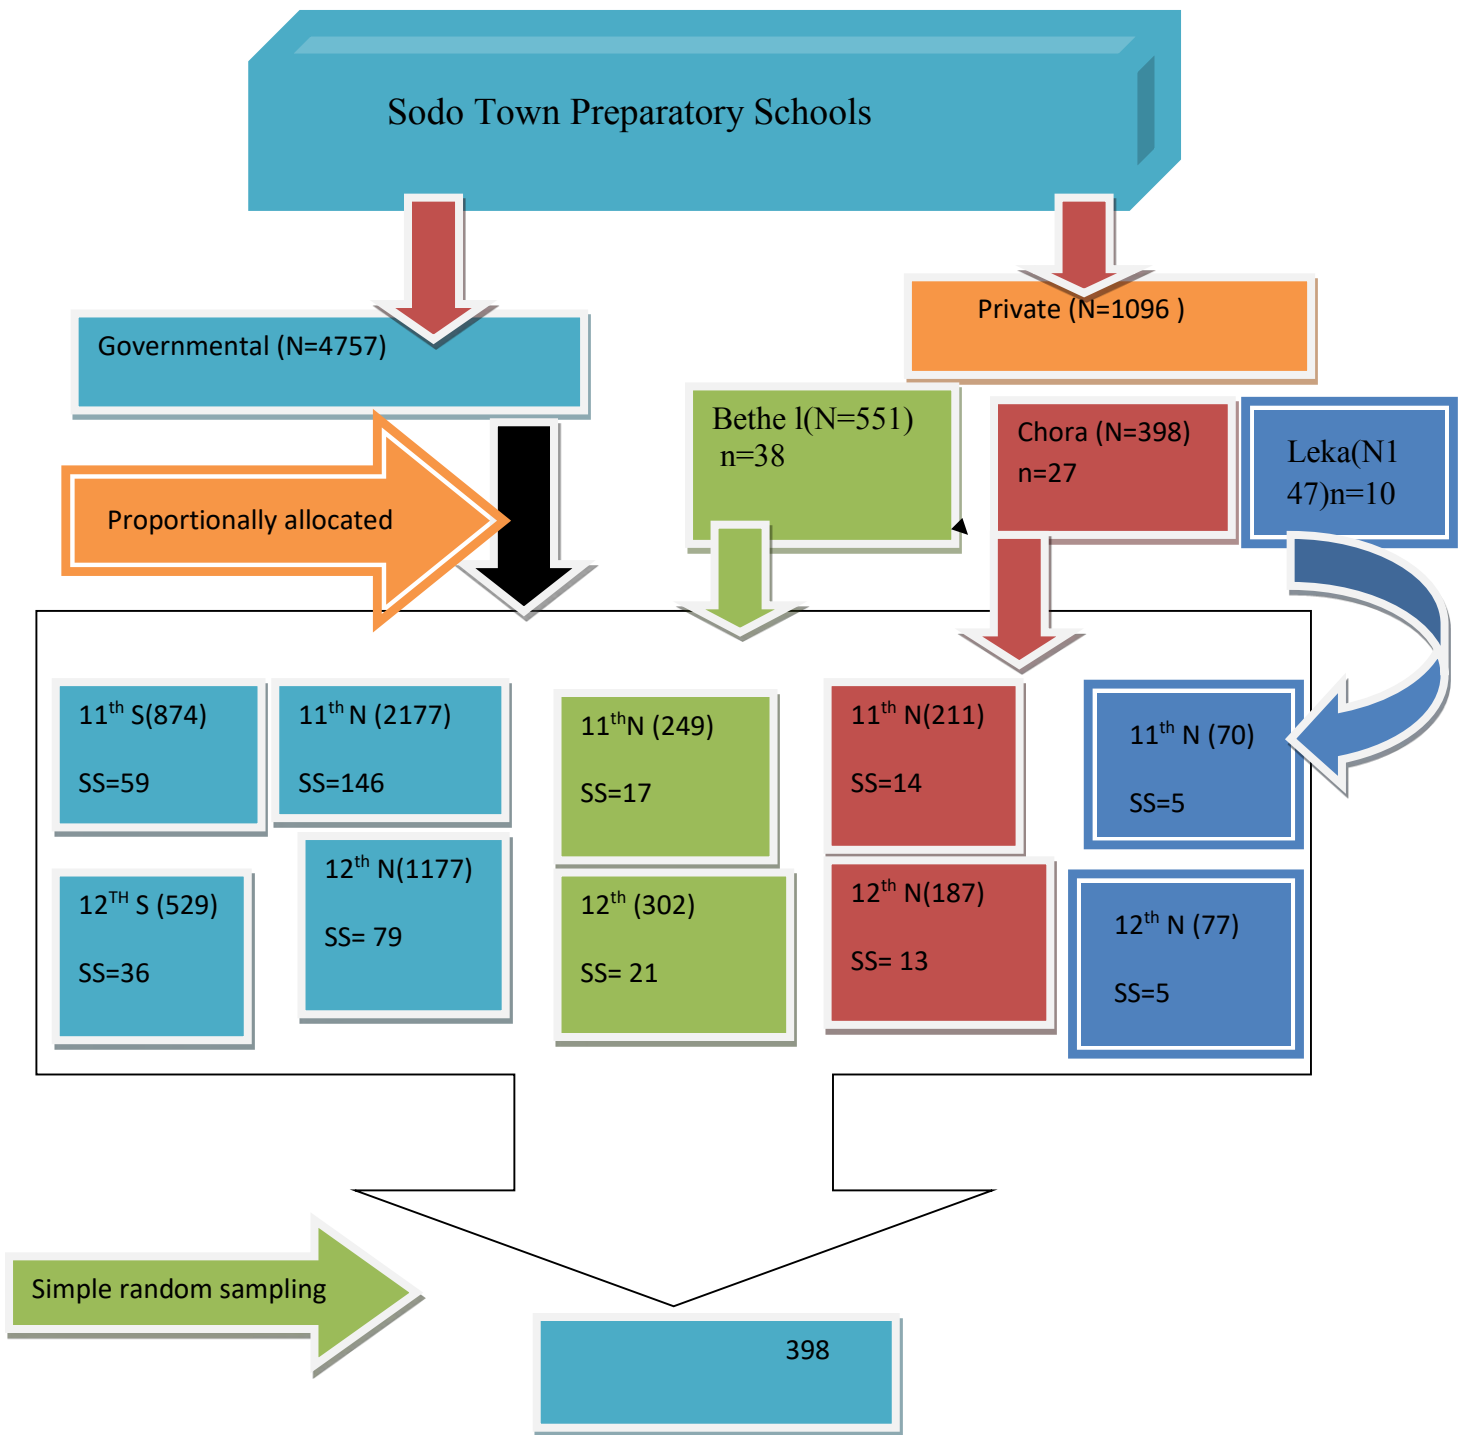 Sodo Town Preparatory Schools
Private (N=1096 )
Governmental (N=4757)
Bethe l(N=551)
n=38
Chora (N=398)
n=27
Leka(N1
47)n=10
Proportionally allocated
11th S(874)
SS=59
11th N (2177)
SS=146
11thN (249)
SS=17
11th N(211)
SS=14
11th N (70)
SS=5
12TH S (529)
SS=36
12th N(1177)
SS= 79
12th (302)
SS= 21
12th N(187)
SS= 13
12th N (77)
SS=5
Simple random sampling
398